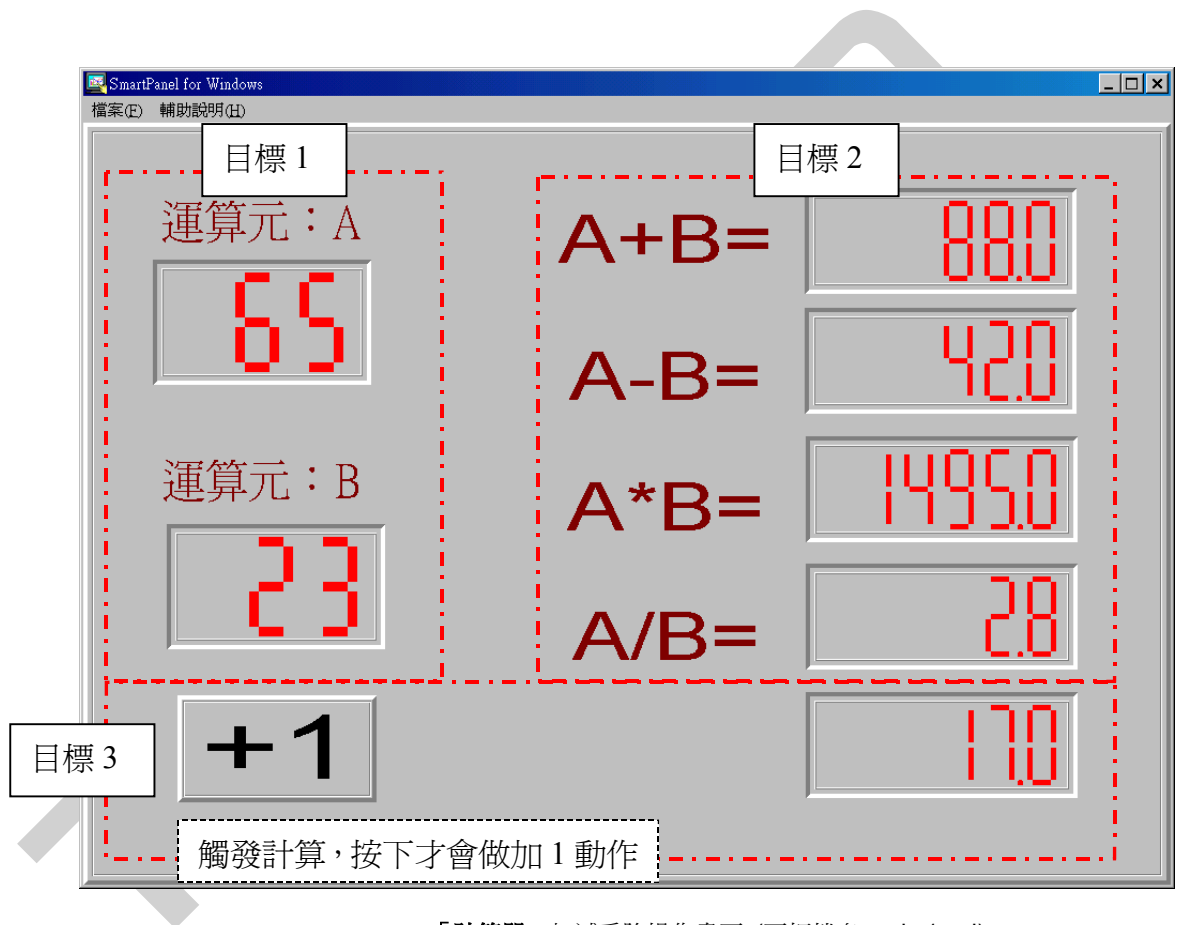 SmartPanel for Windows
檔案(F) 輔助說明(H)
目標 1
目標 2
運算元：A
65
運算元：B
23
A+B=
88.0
A-B=
42.0
A*B=
1495.0
A/B=
2.8
目標 3
+1
17.0
觸發計算，按下才會做加 1 動作